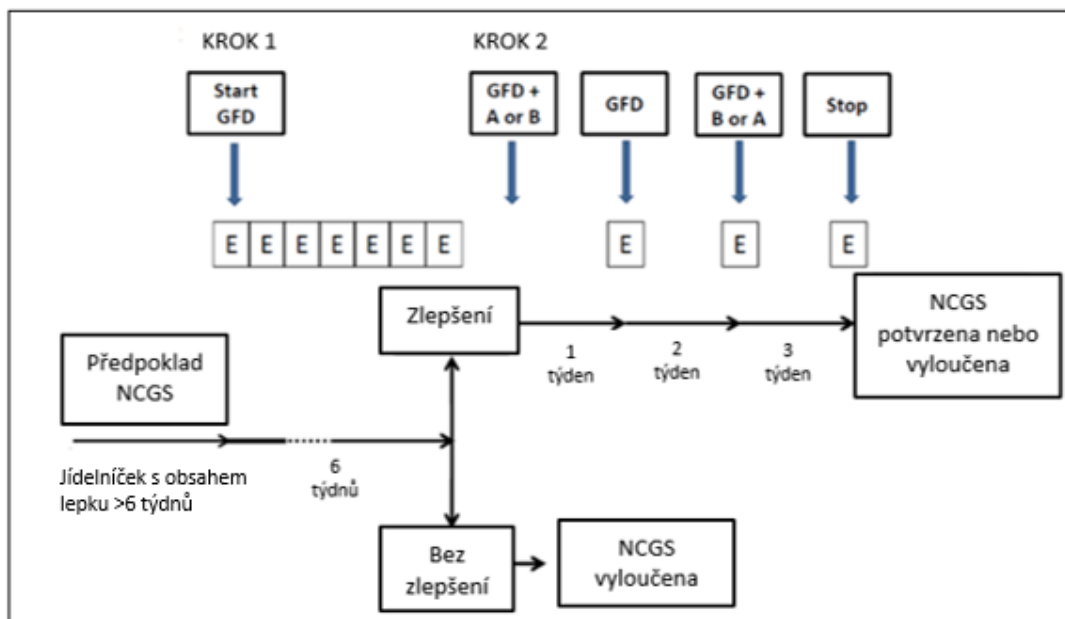 KROK 1
KROK 2
Start
GFD
GFD +
A or B
GFD
GFD +
B or A
Stop
E E E E E E E
E
E
E
Zlepšení
1
týden
2
týden
3
týden
NCGS
potvrzena nebo
vyloučena
Předpoklad
NCGS
Jídelníček s obsahem
lepku >6 týdnů
6
týdnů
Bez
zlepšení
NCGS
vyloučena